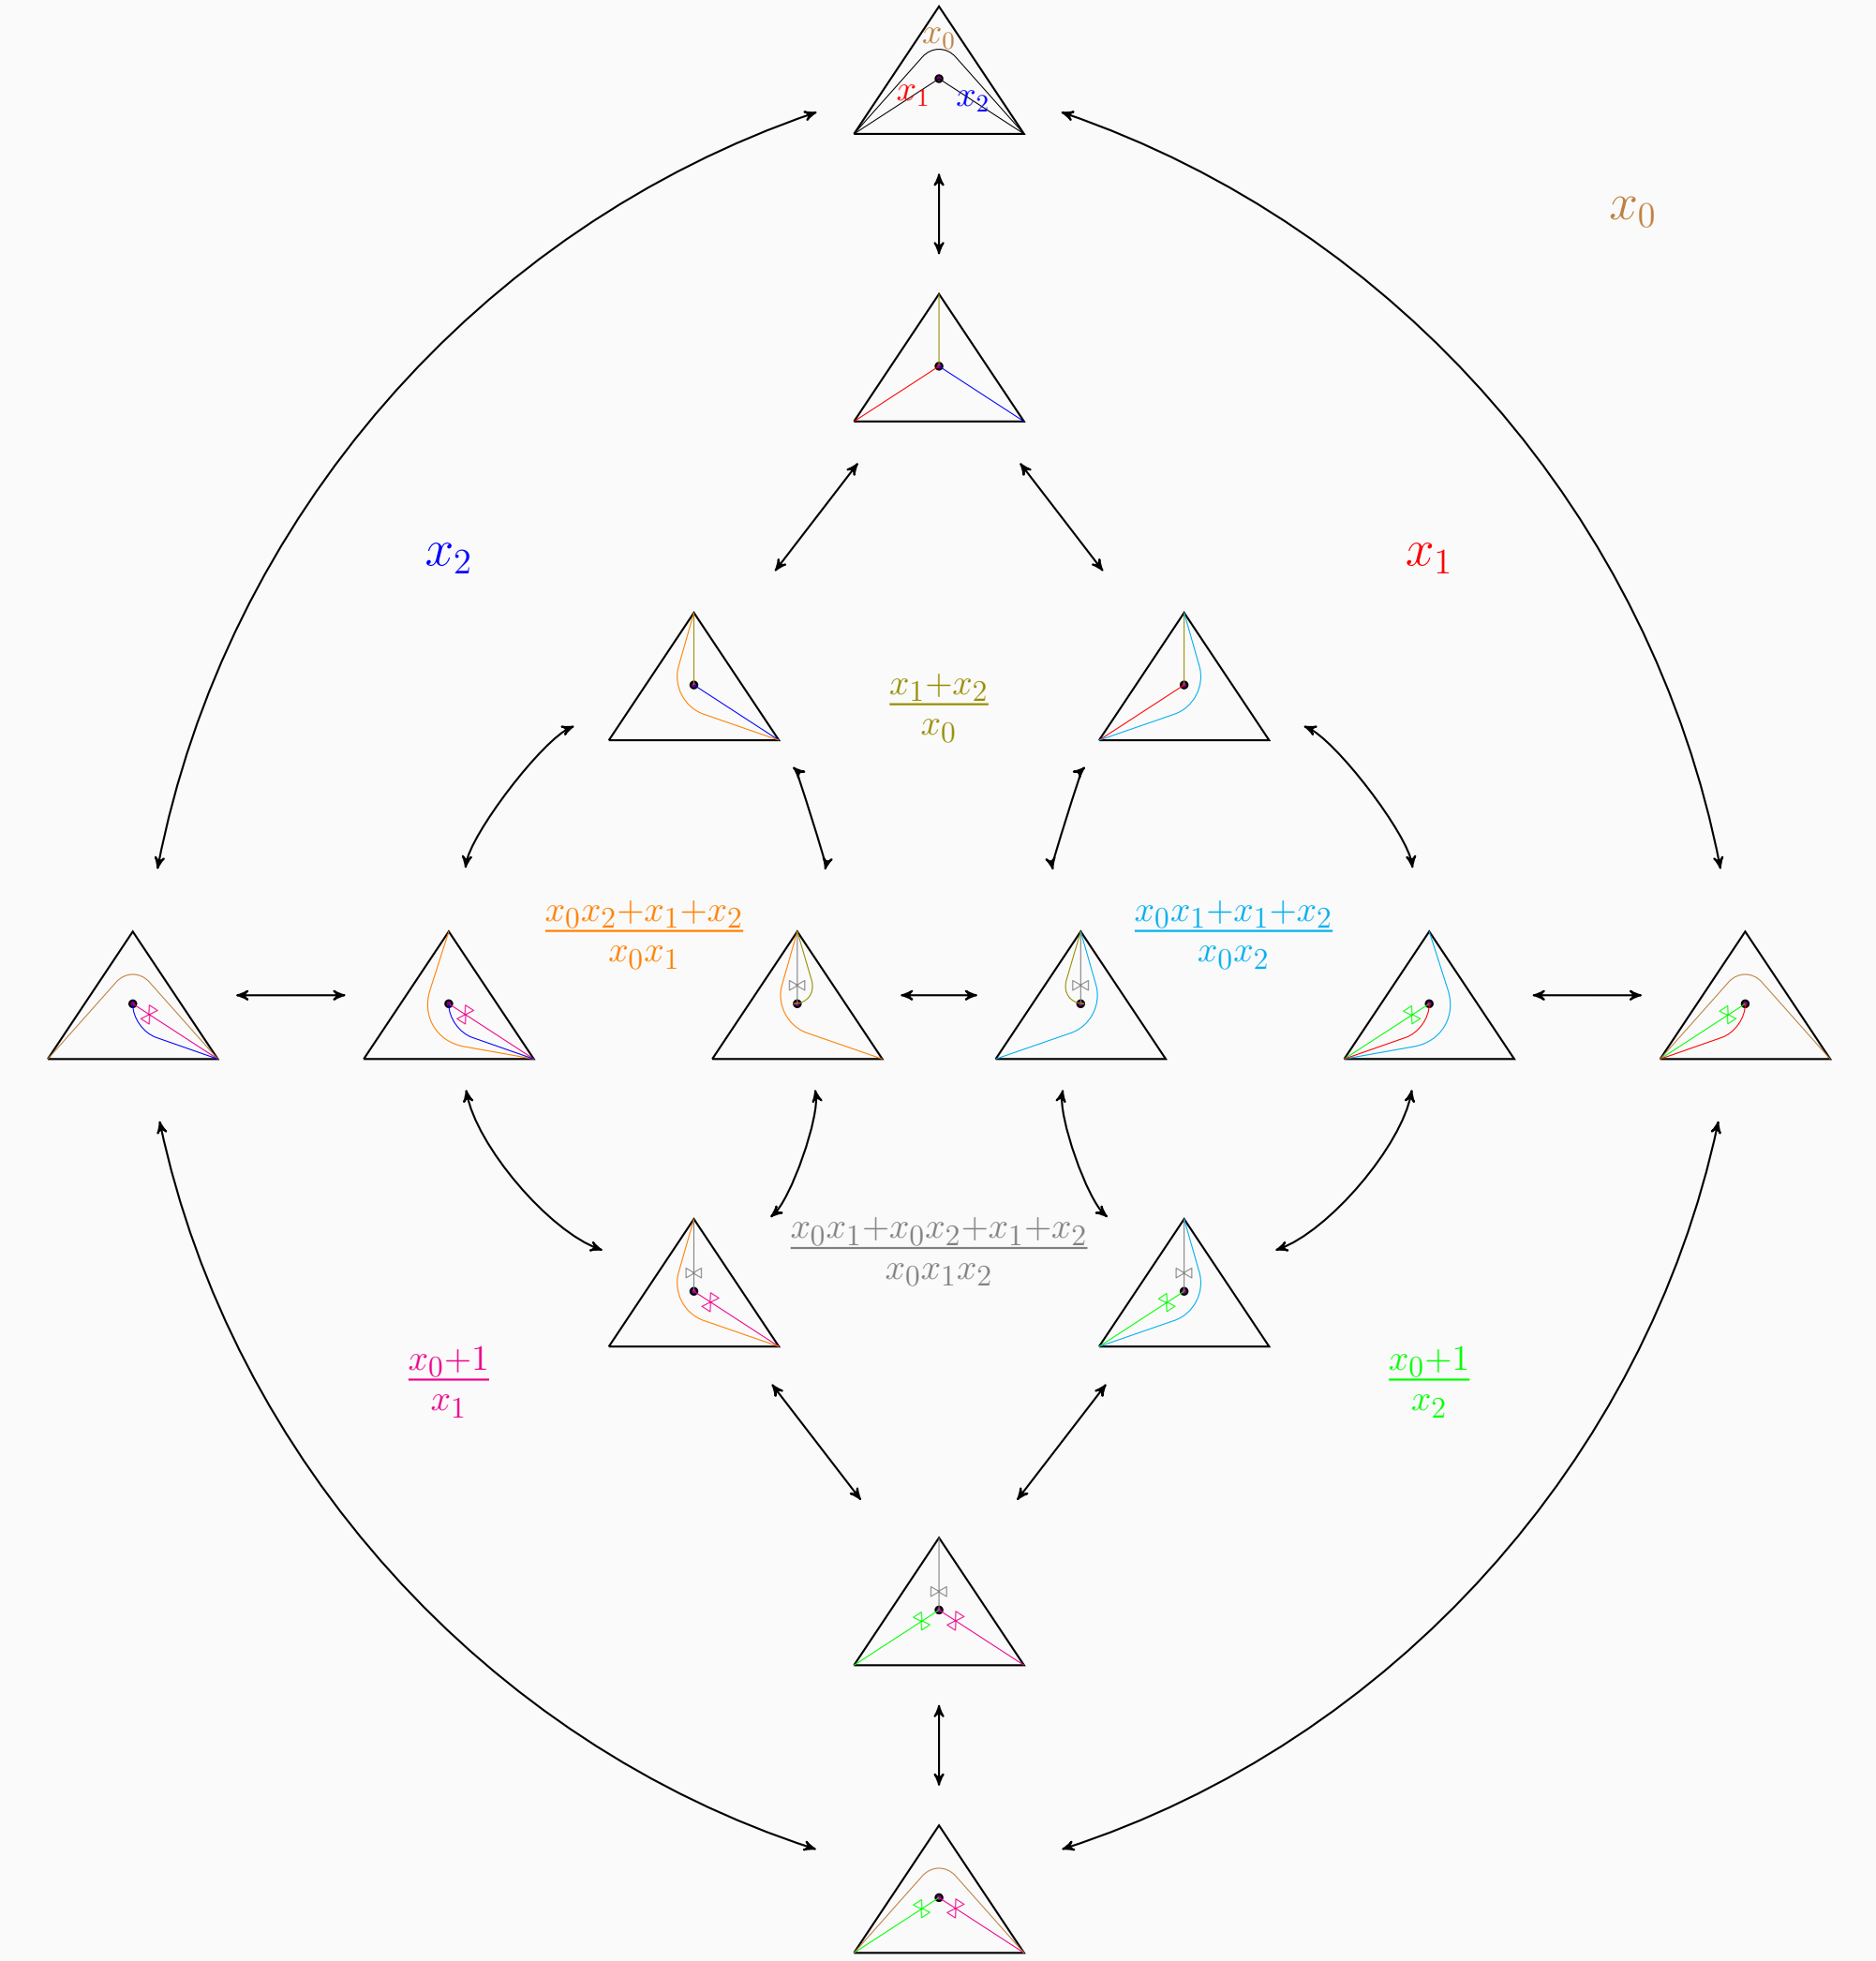 x₀
x₁ x₂
x₀
x₂ x₁
x₁+x₂
x₀
x₀x₂+x₁+x₂
x₀x₁
x₀x₁+x₁+x₂
x₀x₂
x₀x₁+x₀x₂+x₁+x₂
x₀x₁x₂
x₀+1
x₁
x₀+1
x₂